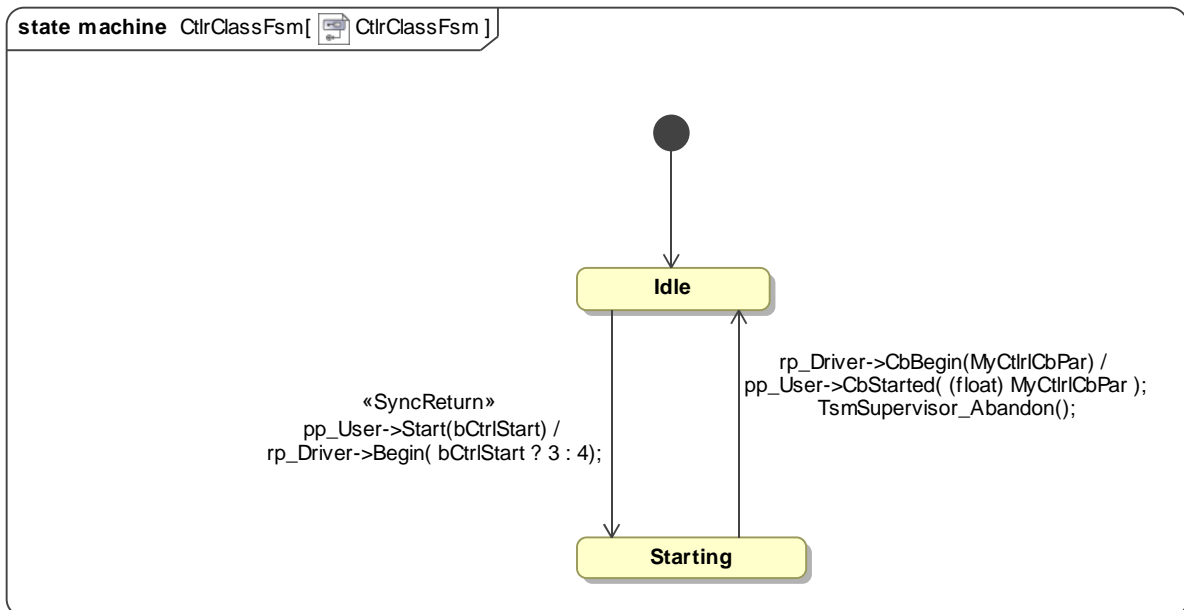 state machine CtlrClassFsm[ CtlrClassFsm ]
Idle
rp_Driver->CbBegin(MyCtlrlCbPar) /
pp_User->CbStarted( (float) MyCtlrlCbPar );
TsmSupervisor_Abandon();
«SyncReturn»
pp_User->Start(bCtrlStart) /
rp_Driver->Begin( bCtrlStart ? 3 : 4);
Starting